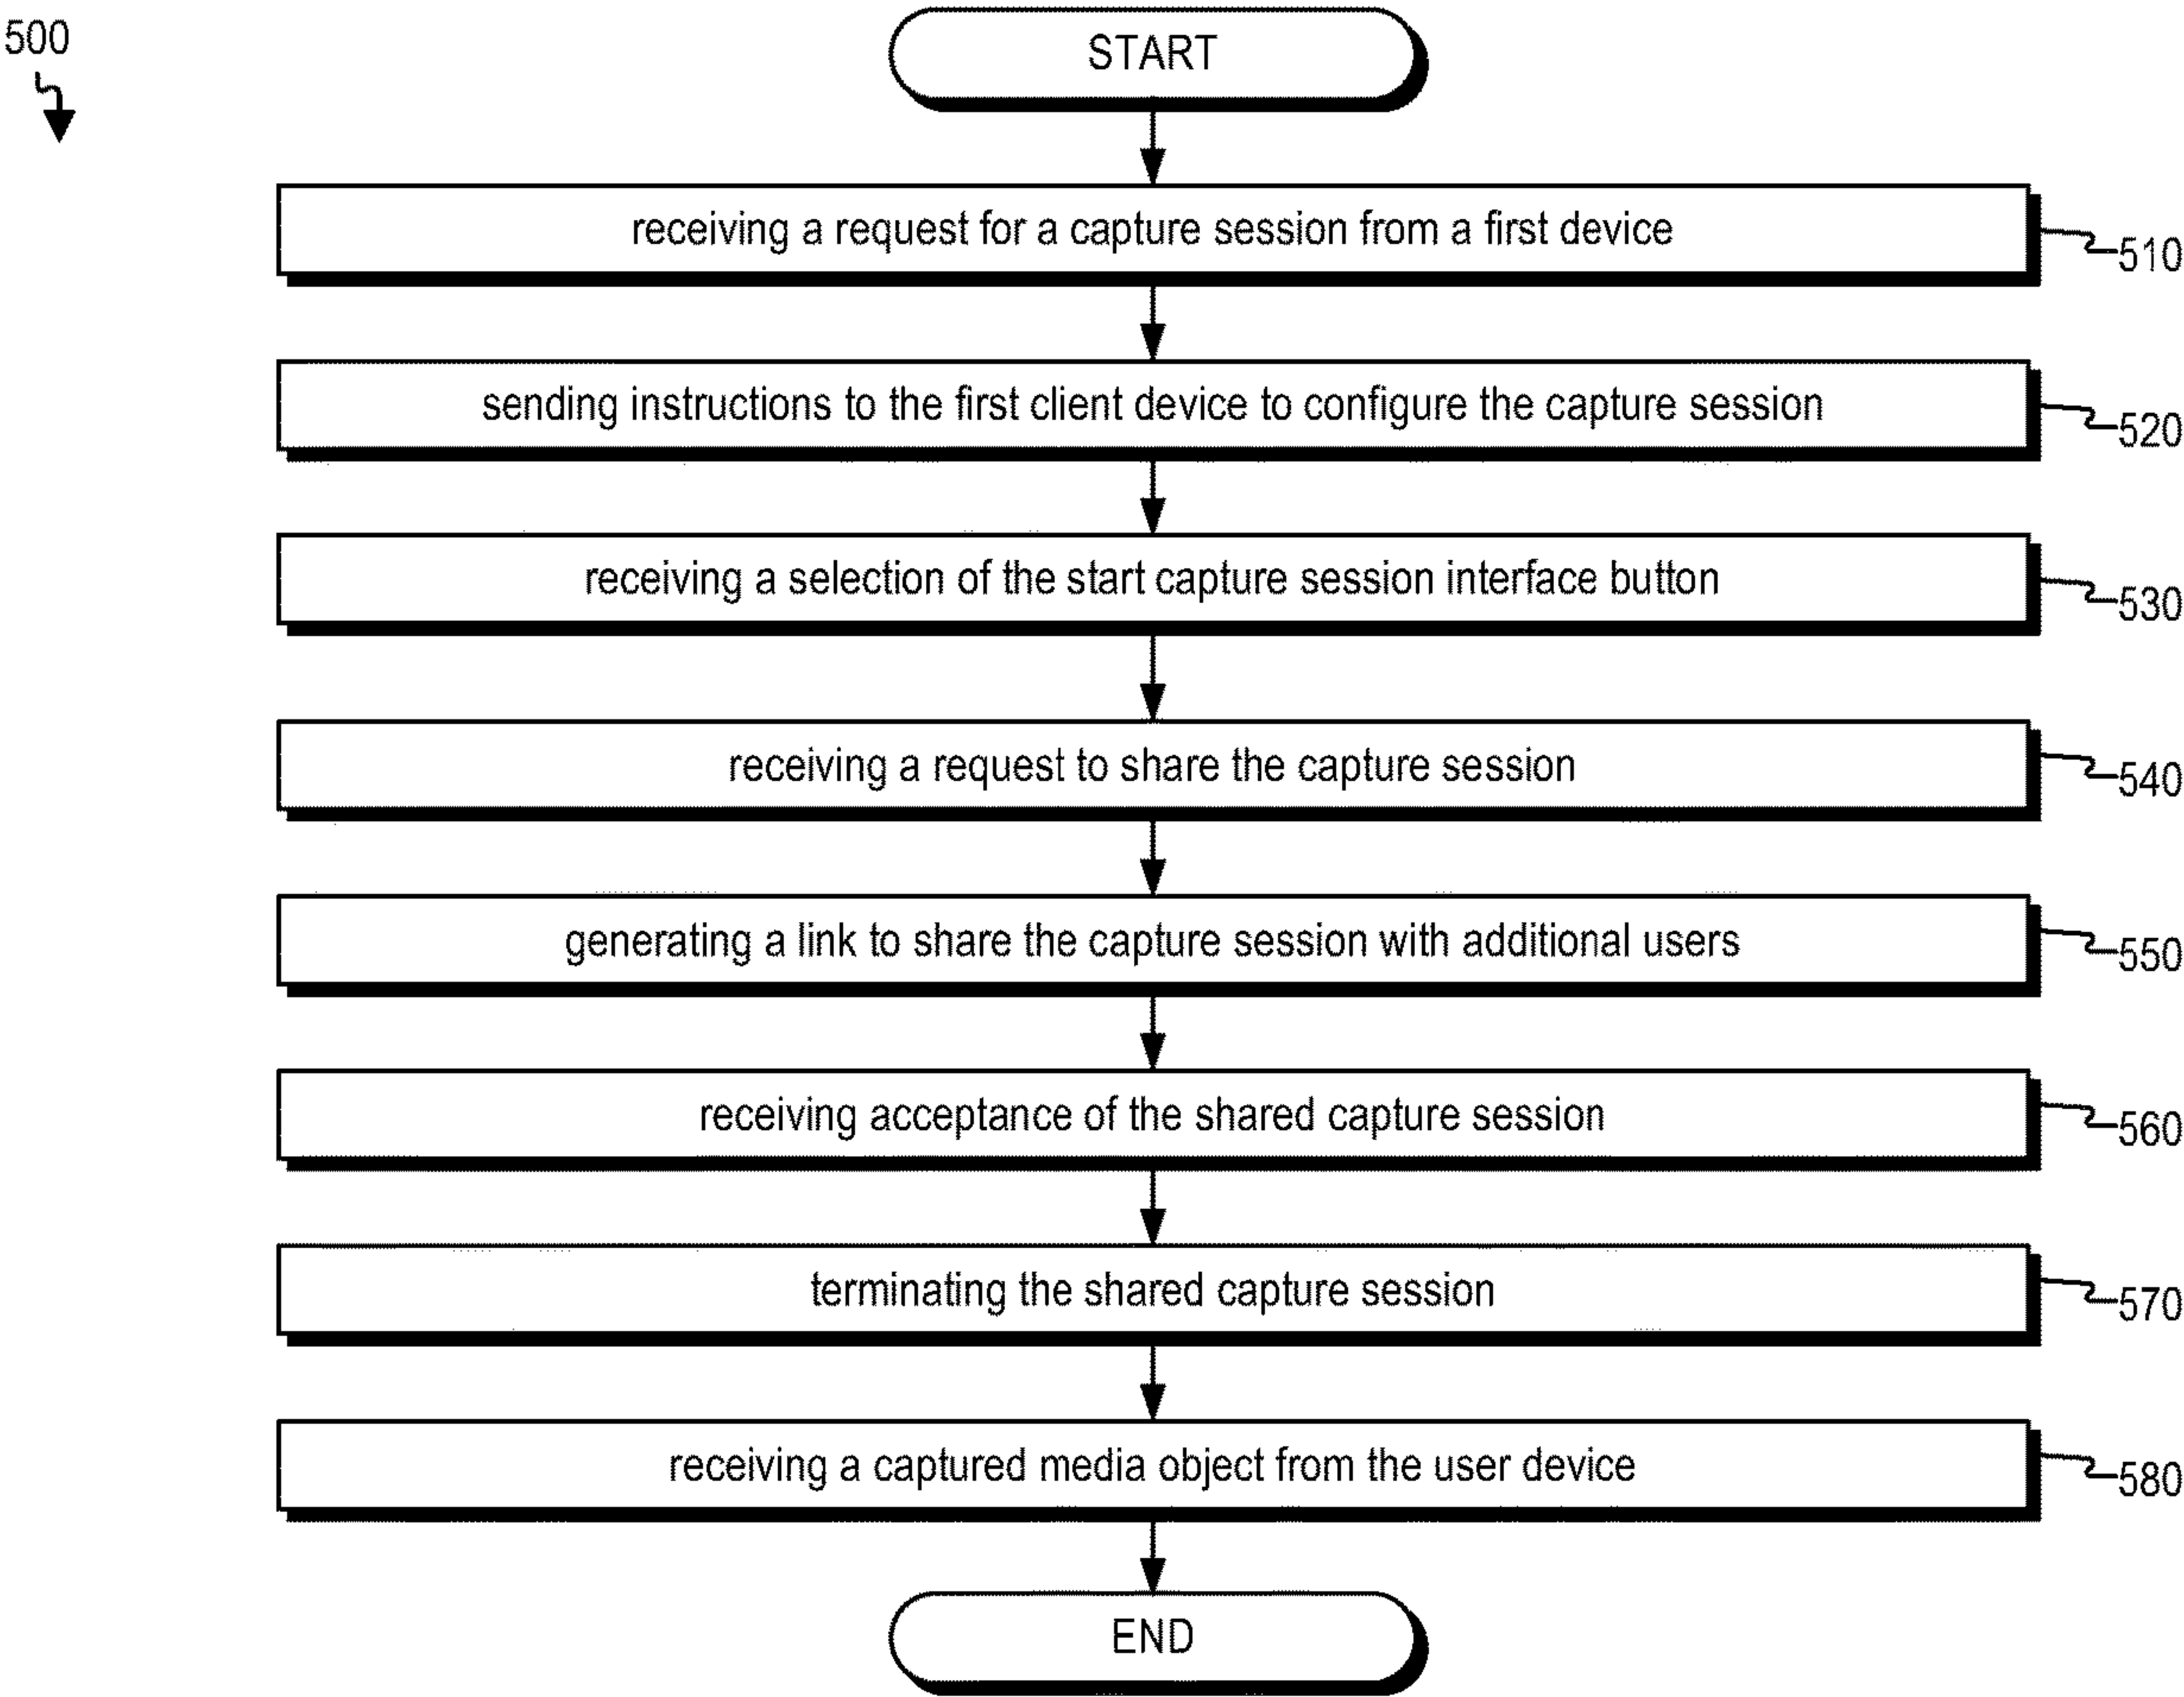 500
START
receiving a request for a capture session from a first device
510
sending instructions to the first client device to configure the capture session
520
receiving a selection of the start capture session interface button
530
receiving a request to share the capture session
540
generating a link to share the capture session with additional users
550
receiving acceptance of the shared capture session
560
terminating the shared capture session
570
receiving a captured media object from the user device
580
END